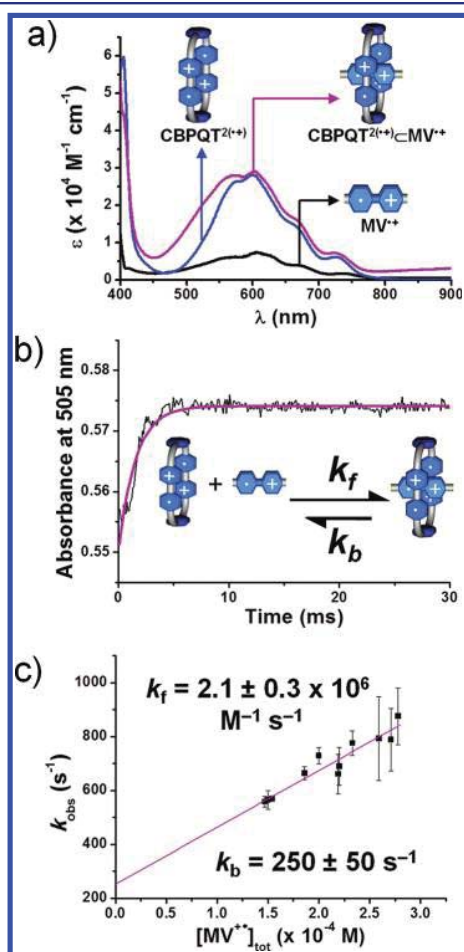 a)
ε (x 10⁴ M⁻¹ cm⁻¹)
6
5
4
3
2
1
0
CBPQT²⁽•⁺⁾
CBPQT²⁽•⁺⁾⊂MV•⁺
MV•⁺
400 500 600 700 800 900
λ (nm)
b)
Absorbance at 505 nm
0.58
0.57
0.56
0.55
+
k_f
k_b
0 10 20 30
Time (ms)
c)
k_obs (s⁻¹)
1000
800
600
400
200
k_f = 2.1 ± 0.3 x 10⁶
M⁻¹ s⁻¹
k_b = 250 ± 50 s⁻¹
0.0 0.5 1.0 1.5 2.0 2.5 3.0
[MV•⁺]_tot (x 10⁻⁴ M)